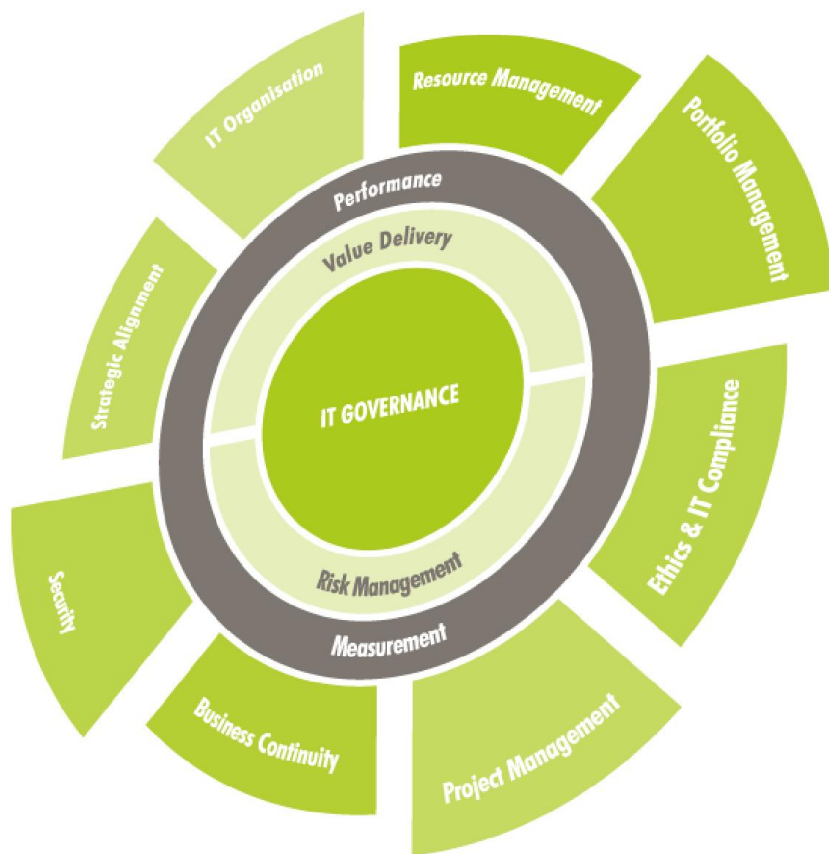 IT Organisation
Resource Management
Portfolio Management
Performance
Value Delivery
Strategic Alignment
IT GOVERNANCE
Ethics & IT Compliance
Security
Risk Management
Measurement
Business Continuity
Project Management